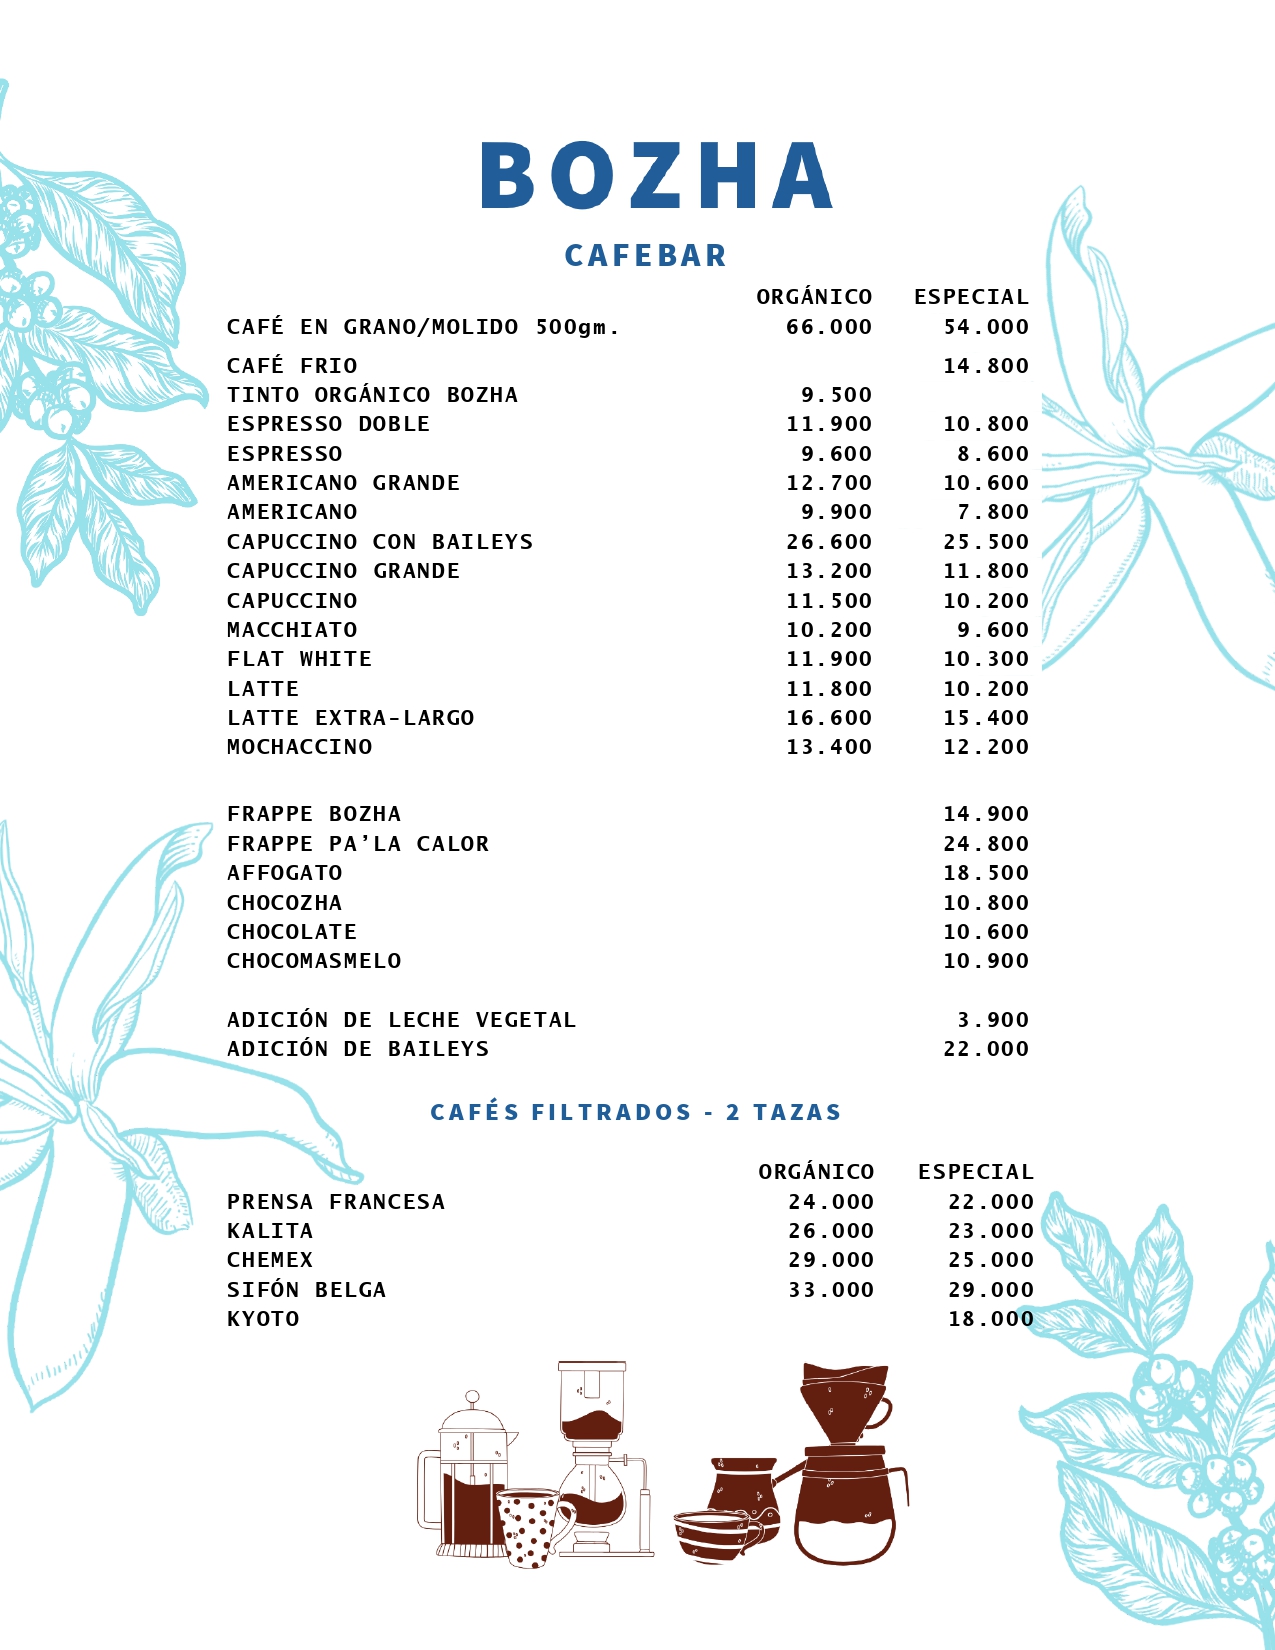 BOZHA
CAFEBAR
ORGÁNICO ESPECIAL
CAFÉ EN GRANO/MOLIDO 500gm. 66.000 54.000
CAFÉ FRIO 14.800
TINTO ORGÁNICO BOZHA 9.500
ESPRESSO DOBLE 11.900 10.800
ESPRESSO 9.600 8.600
AMERICANO GRANDE 12.700 10.600
AMERICANO 9.900 7.800
CAPUCCINO CON BAILEYS 26.600 25.500
CAPUCCINO GRANDE 13.200 11.800
CAPUCCINO 11.500 10.200
MACCHIATO 10.200 9.600
FLAT WHITE 11.900 10.300
LATTE 11.800 10.200
LATTE EXTRA-LARGO 16.600 15.400
MOCHACCINO 13.400 12.200
FRAPPE BOZHA 14.900
FRAPPE PA'LA CALOR 24.800
AFFOGATO 18.500
CHOCOZHA 10.800
CHOCOLATE 10.600
CHOCOMASMELO 10.900
ADICIÓN DE LECHE VEGETAL 3.900
ADICIÓN DE BAILEYS 22.000
CAFÉS FILTRADOS - 2 TAZAS
ORGÁNICO ESPECIAL
PRENSA FRANCESA 24.000 22.000
KALITA 26.000 23.000
CHEMEX 29.000 25.000
SIFÓN BELGA 33.000 29.000
KYOTO 18.000